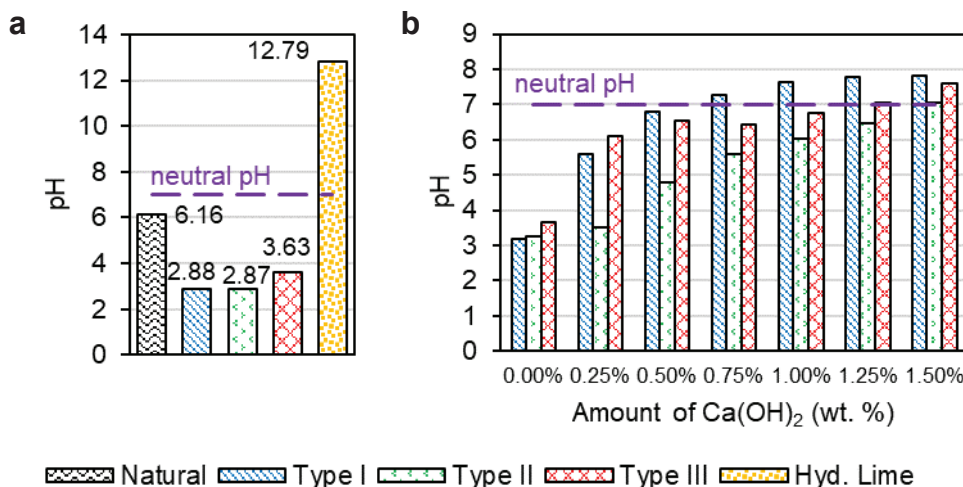 a
14
12
10
8
6
4
2
0
pH
neutral pH
6.16
2.88
2.87
3.63
12.79
b
9
8
7
6
5
4
3
2
1
0
pH
neutral pH
0.00% 0.25% 0.50% 0.75% 1.00% 1.25% 1.50%
Amount of Ca(OH)₂ (wt. %)
Natural Type I Type II Type III Hyd. Lime